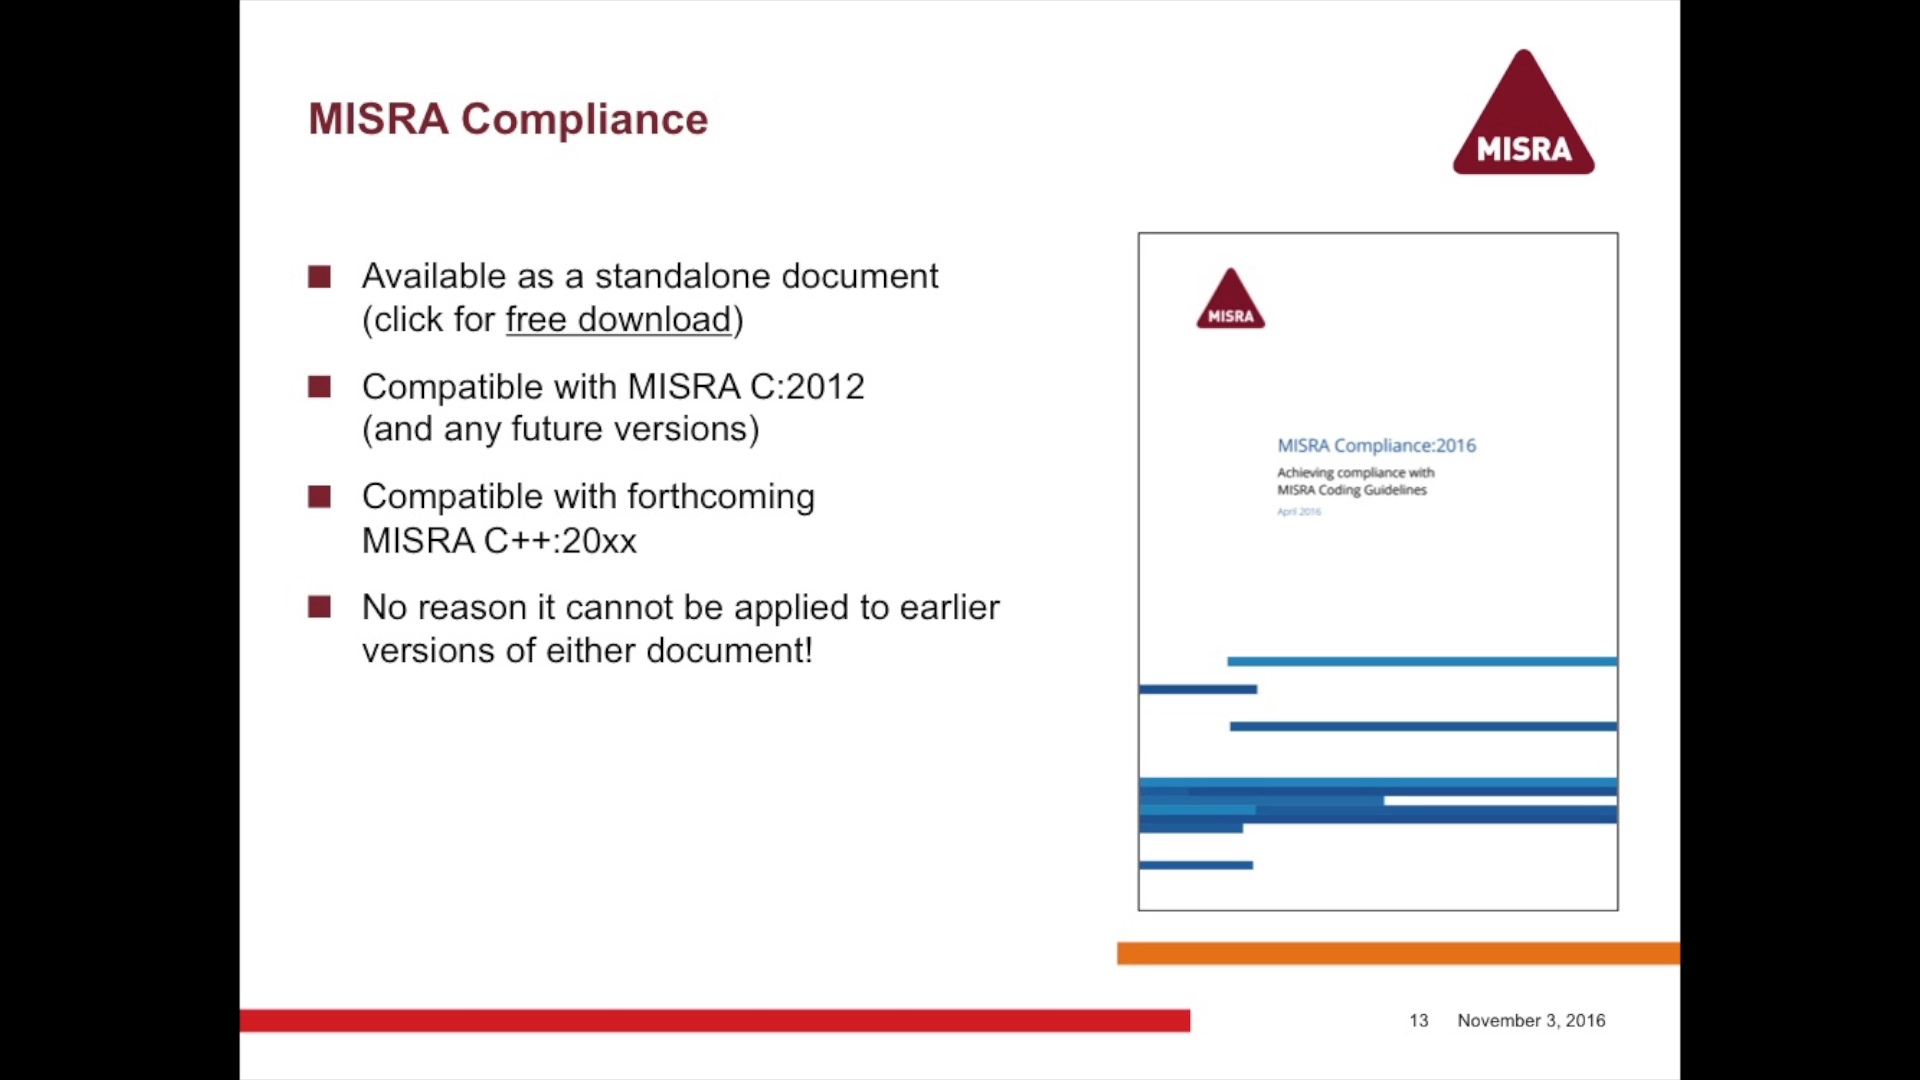 MISRA Compliance
MISRA
Available as a standalone document
(click for free download)
Compatible with MISRA C:2012
(and any future versions)
Compatible with forthcoming
MISRA C++:20xx
No reason it cannot be applied to earlier
versions of either document!
MISRA
MISRA Compliance:2016
Achieving compliance with
MISRA Coding Guidelines
April 2016
13 November 3, 2016